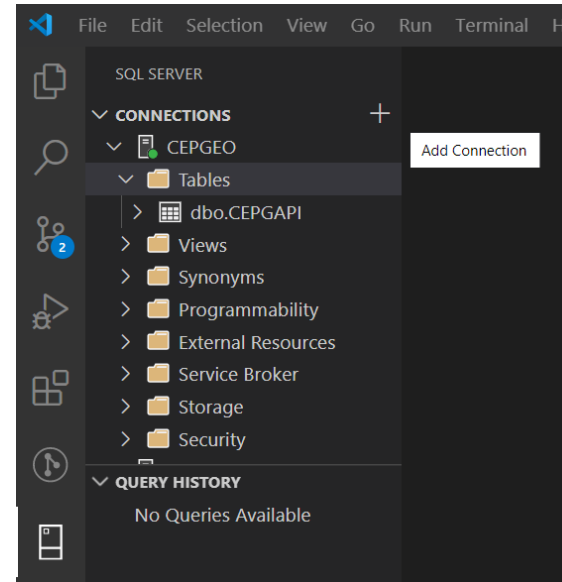 File Edit Selection View Go Run Terminal H
SQL SERVER
CONNECTIONS
CEPGEO
Add Connection
Tables
dbo.CEPGAPI
Views
2
Synonyms
Programmability
External Resources
Service Broker
Storage
Security
QUERY HISTORY
No Queries Available